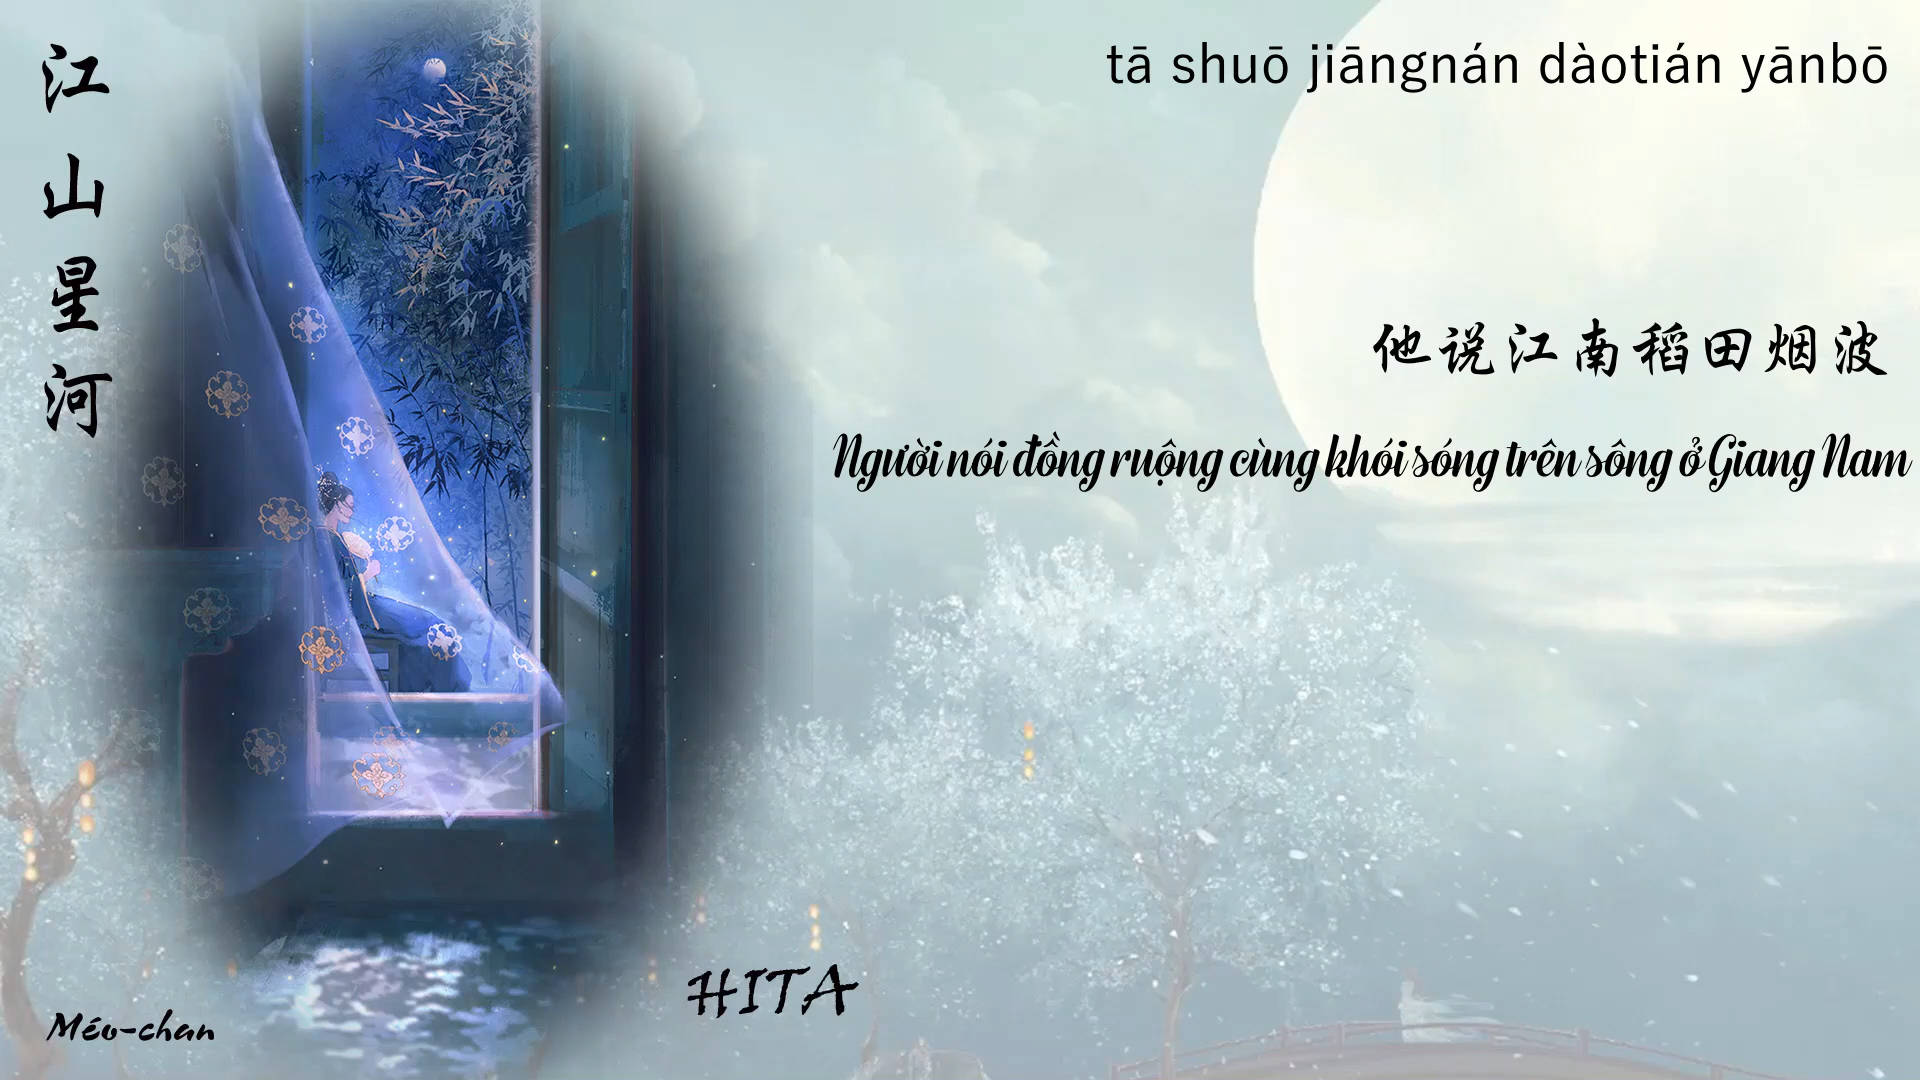 江山星河
tā shuō jiāngnán dàotián yānbō
他说江南稻田烟波
Người nói đồng ruộng cùng khói sóng trên sông ở Giang Nam
HITA
Méo-chan